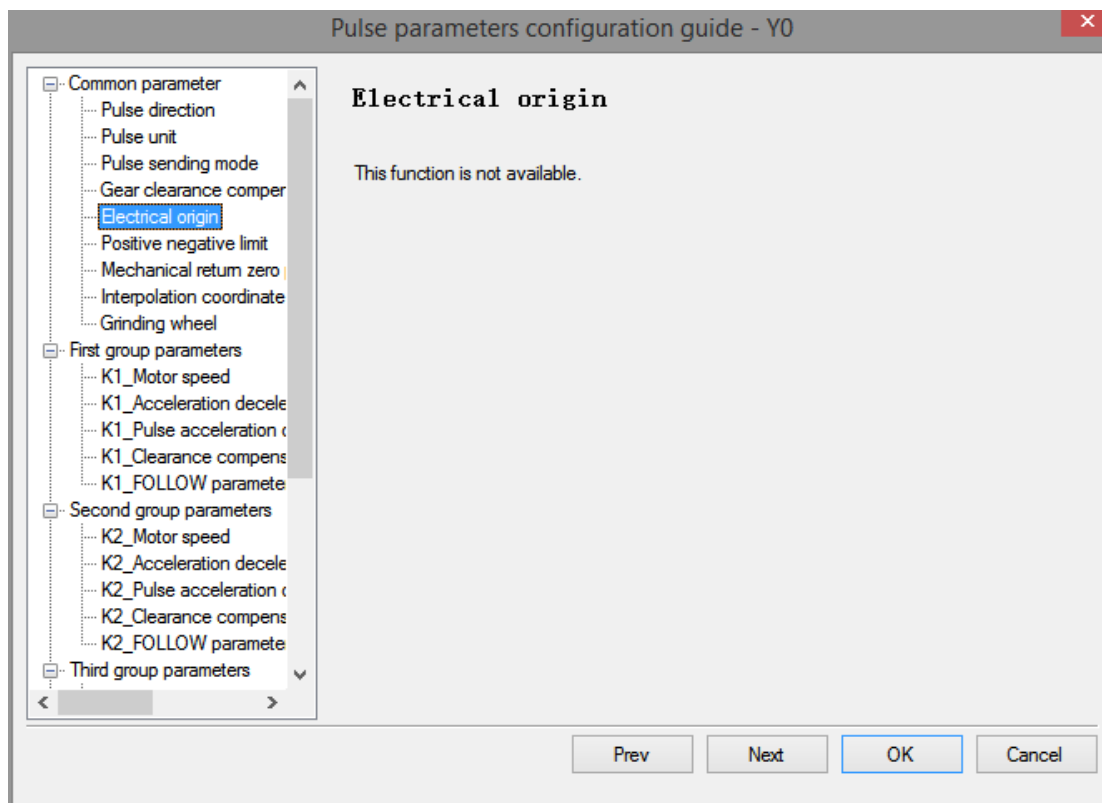 Pulse parameters configuration guide - Y0
Common parameter
Pulse direction
Pulse unit
Pulse sending mode
Gear clearance comper
Electrical origin
Positive negative limit
Mechanical return zero
Interpolation coordinate
Grinding wheel
First group parameters
K1_Motor speed
K1_Acceleration decele
K1_Pulse acceleration
K1_Clearance compens
K1_FOLLOW paramete
Second group parameters
K2_Motor speed
K2_Acceleration decele
K2_Pulse acceleration
K2_Clearance compens
K2_FOLLOW paramete
Third group parameters
Electrical origin
This function is not available.
Prev
Next
OK
Cancel